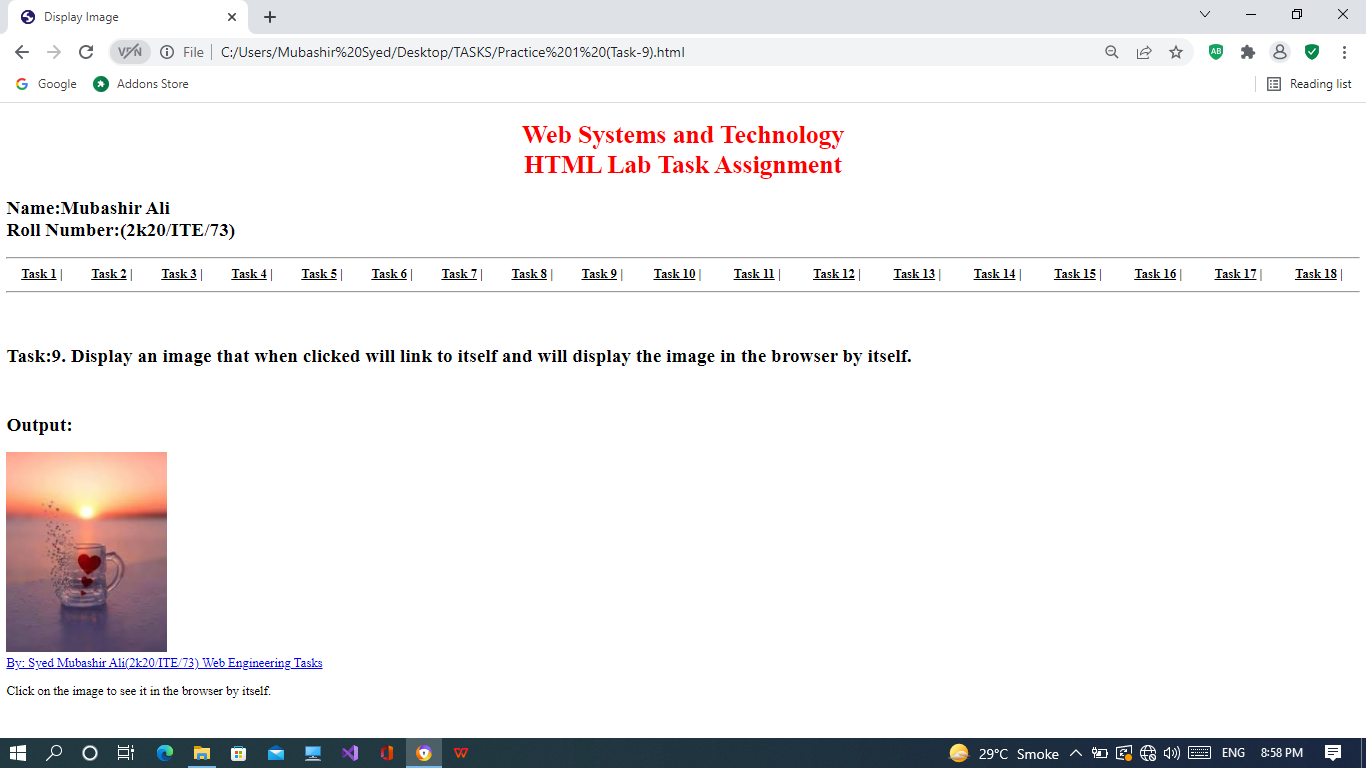 Display Image
VPN
File
C:/Users/Mubashir%20Syed/Desktop/TASKS/Practice%201%20(Task-9).html
AB
Google
Addons Store
Reading list
Web Systems and Technology
HTML Lab Task Assignment
Name:Mubashir Ali
Roll Number:(2k20/ITE/73)
Task 1 | Task 2 | Task 3 | Task 4 | Task 5 | Task 6 | Task 7 | Task 8 | Task 9 | Task 10 | Task 11 | Task 12 | Task 13 | Task 14 | Task 15 | Task 16 | Task 17 | Task 18 |
Task:9. Display an image that when clicked will link to itself and will display the image in the browser by itself.
Output:
By: Syed Mubashir Ali(2k20/ITE/73) Web Engineering Tasks
Click on the image to see it in the browser by itself.
29°C Smoke
ENG
8:58 PM